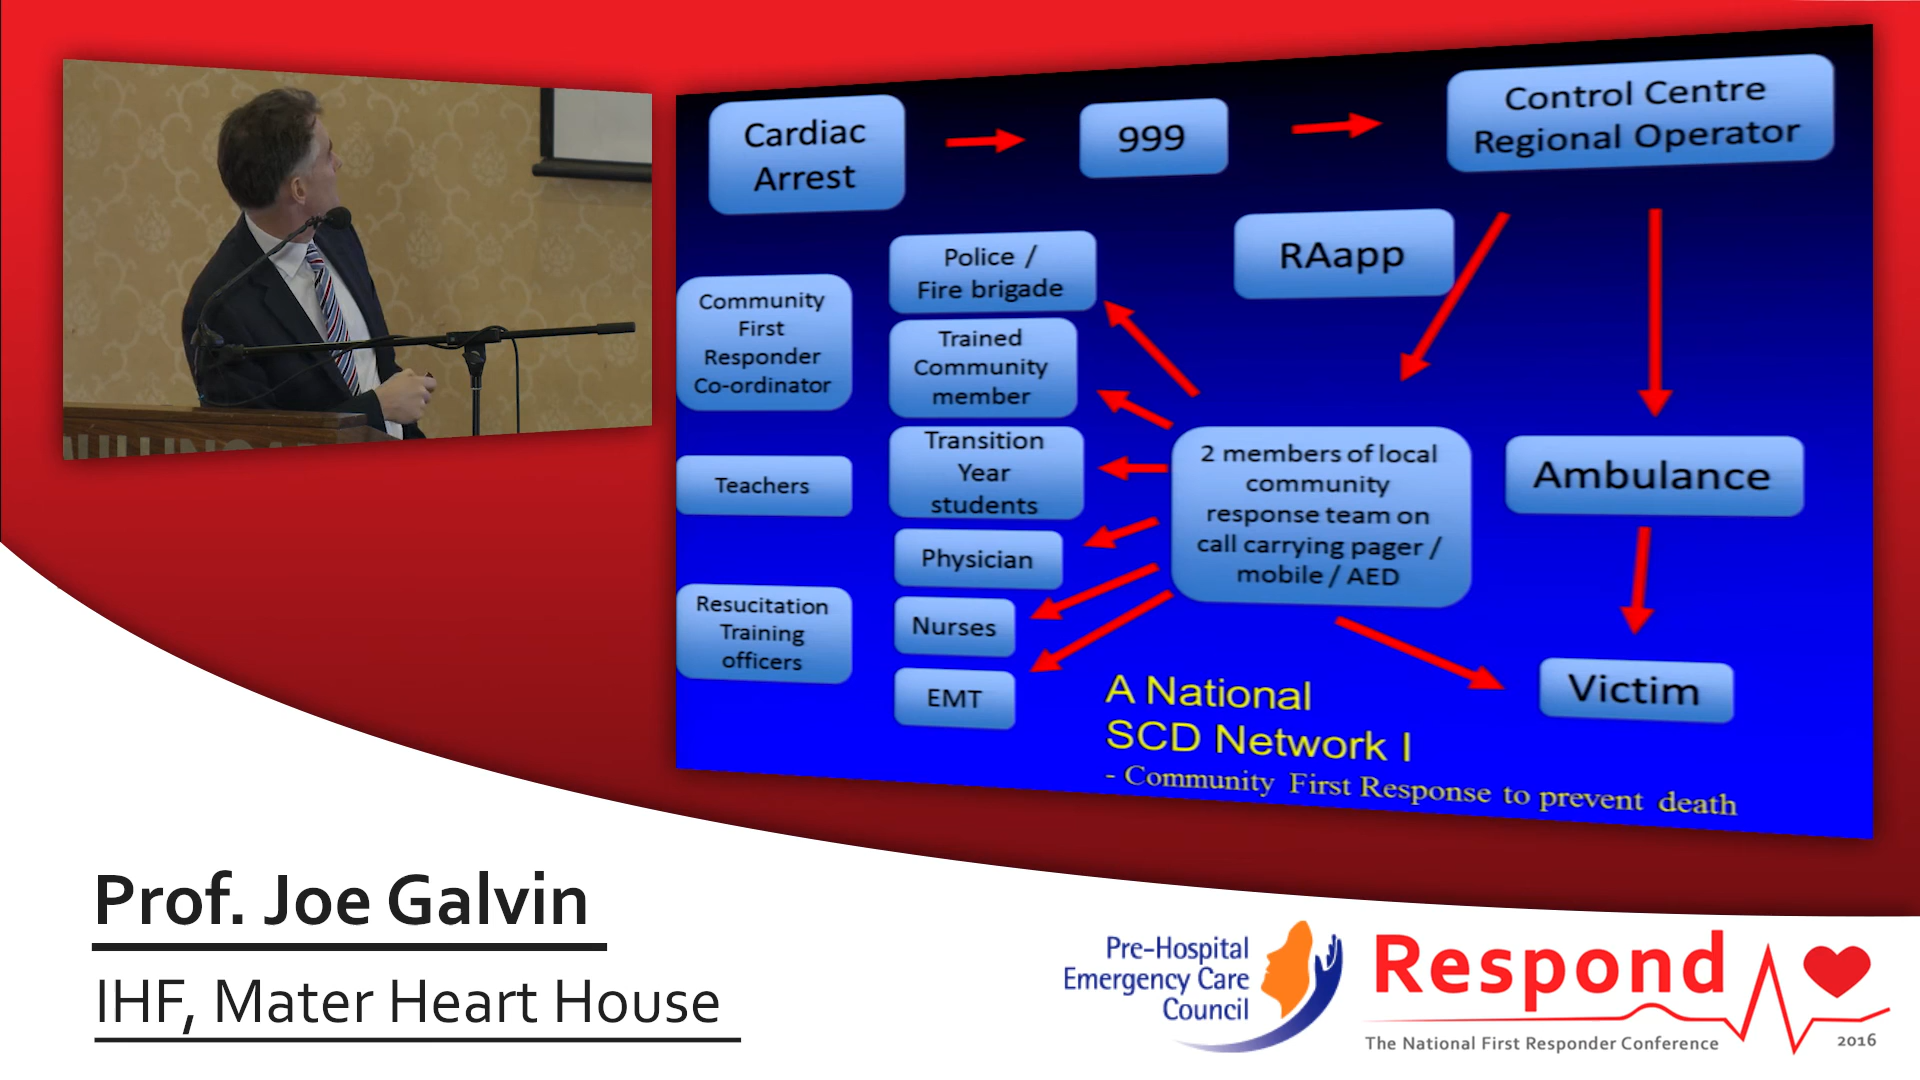 Cardiac
Arrest
999
Control Centre
Regional Operator
RAapp
Police /
Fire brigade
Community
First
Responder
Co-ordinator
Trained
Community
member
Transition
Year
students
Teachers
2 members of local
community
response team on
call carrying pager /
mobile / AED
Ambulance
Physician
Resucitation
Training
officers
Nurses
EMT
Victim
A National
SCD Network I
- Community First Response to prevent death
Prof. Joe Galvin
IHF, Mater Heart House
Pre-Hospital
Emergency Care
Council
Respond
The National First Responder Conference
2016